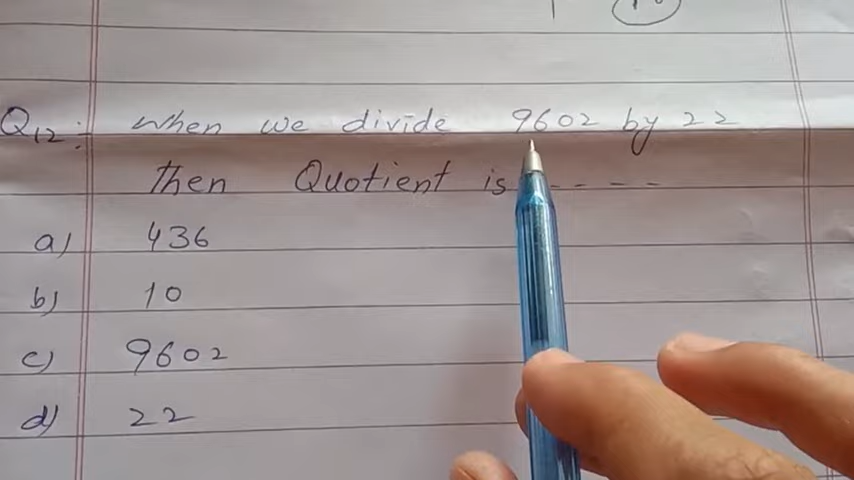 Q12:- When we divide 9602 by 22
Then Quotient is - - - -
a) 436
b) 10
c) 9602
d) 22